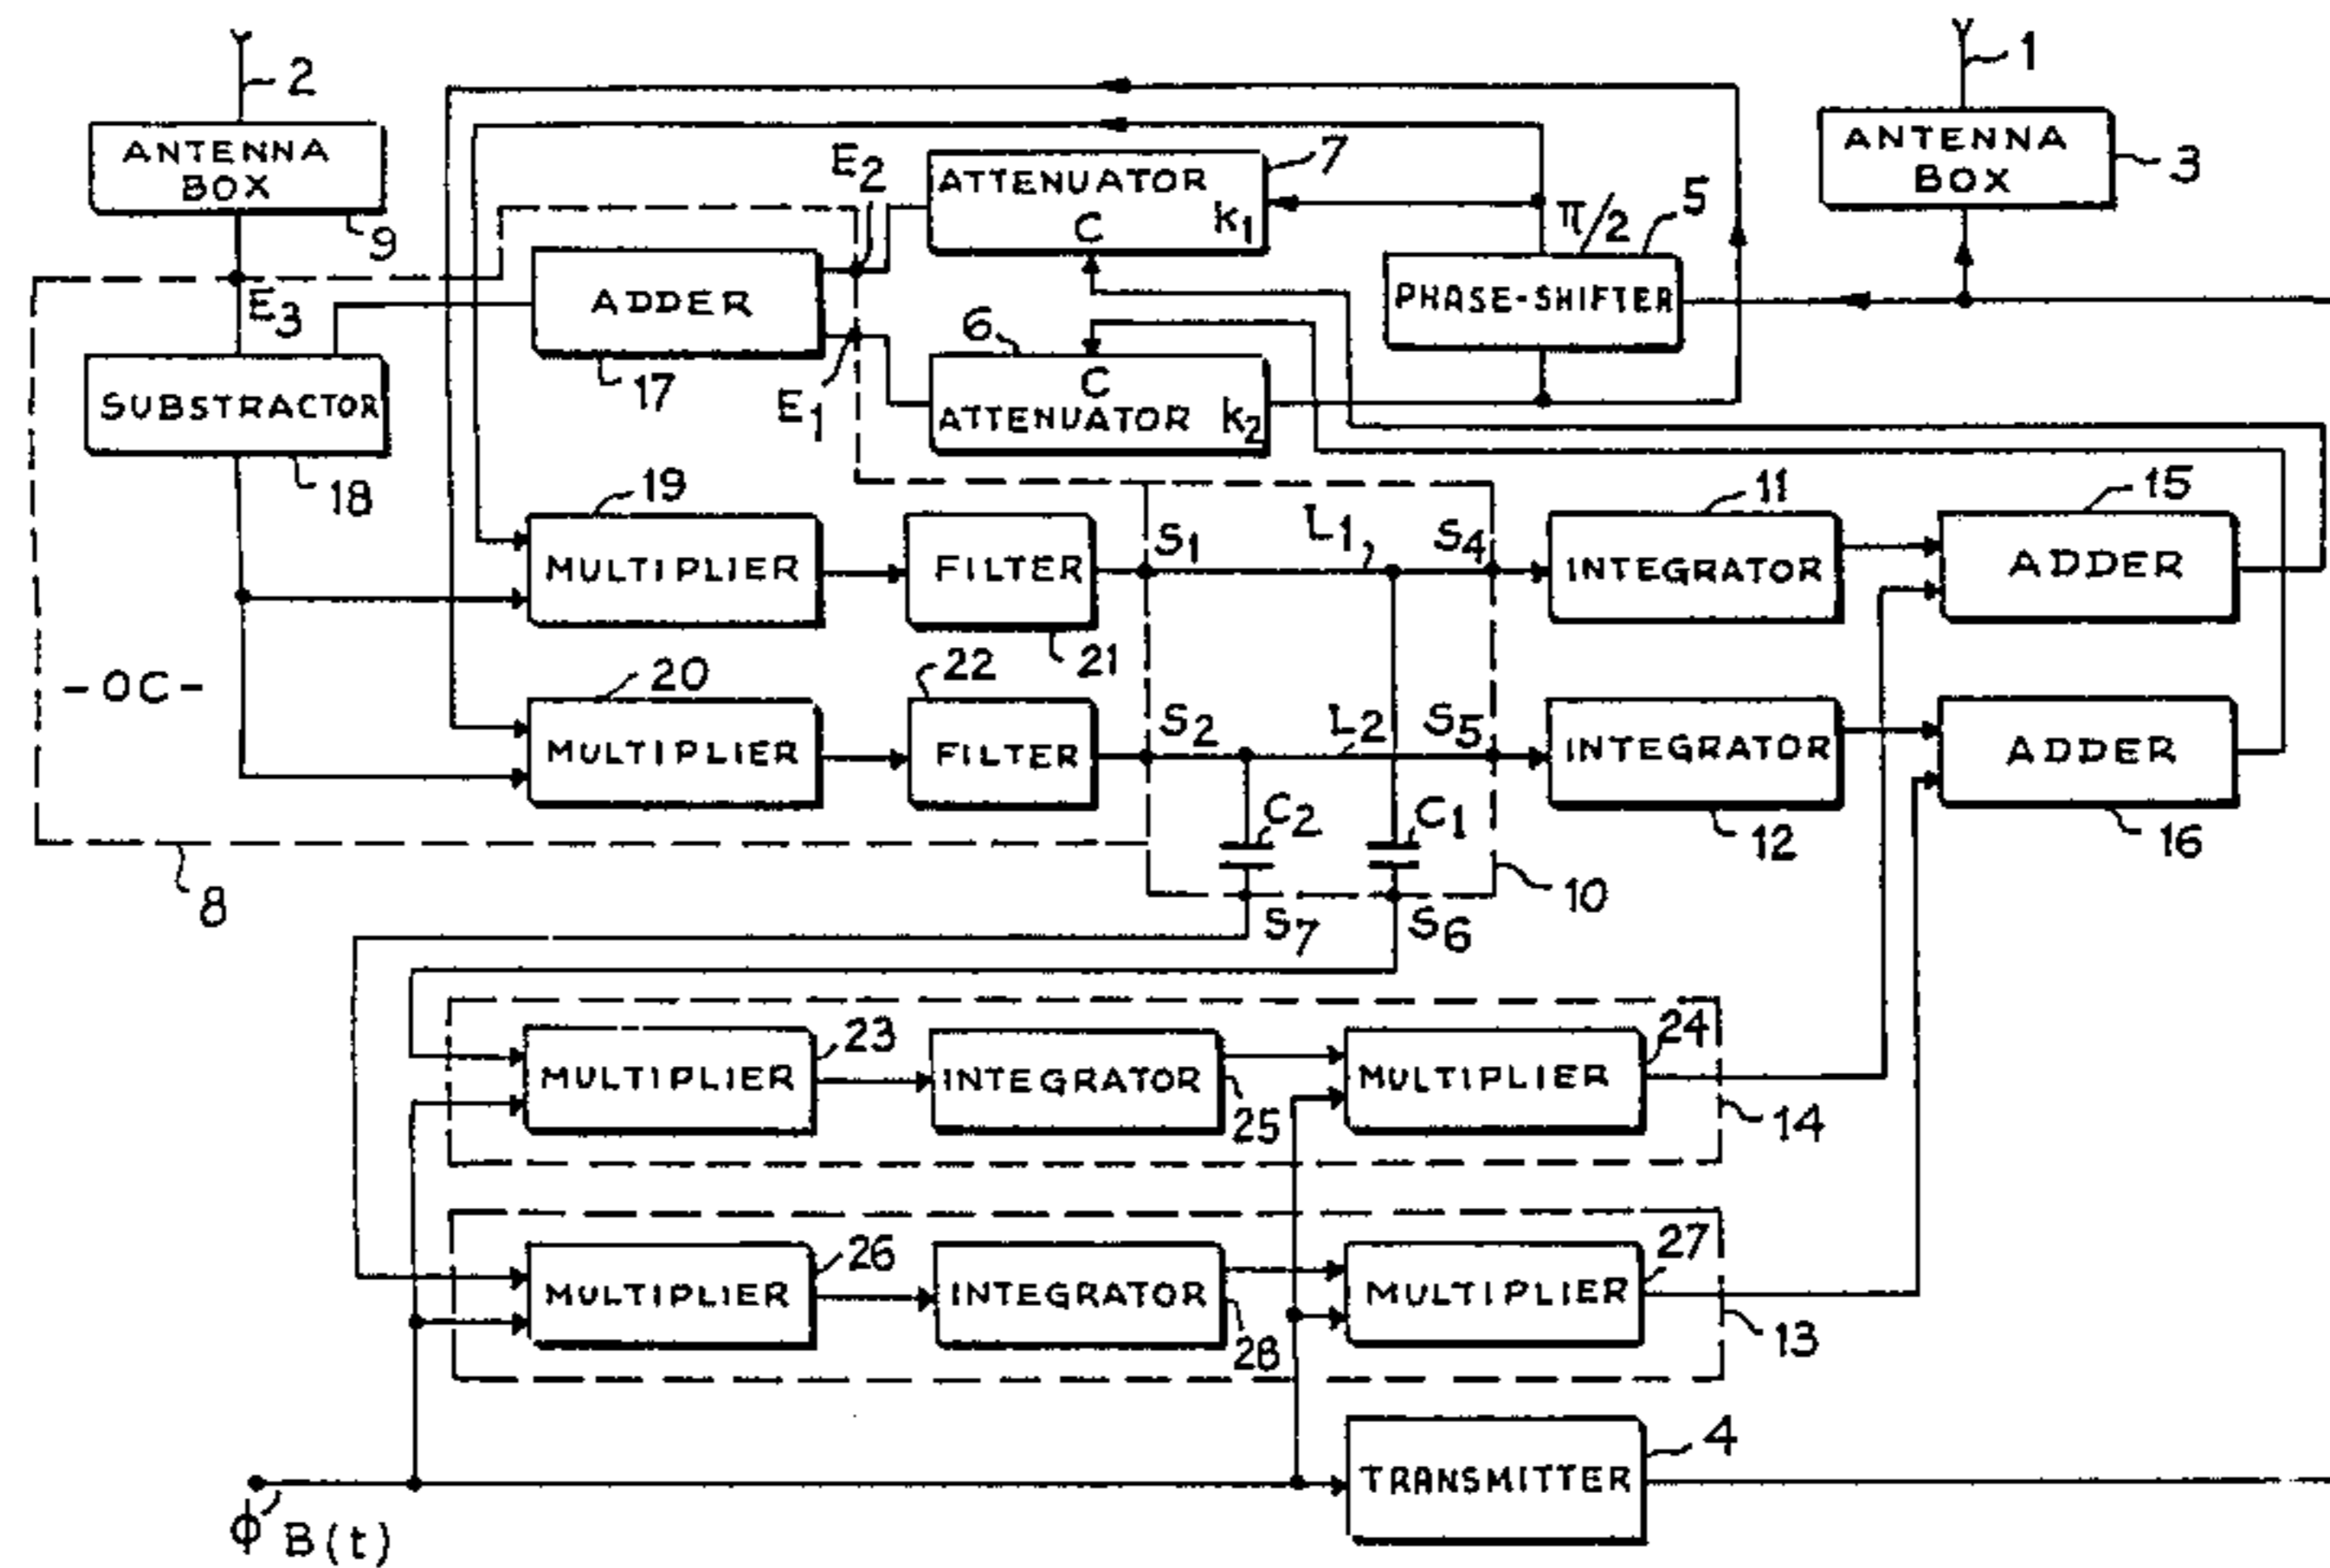 2
1
ANTENNA
BOX
9
ANTENNA
BOX
3
E2
ATTENUATOR
C
k1
7
π/2
5
PHASE-SHIFTER
E3
ADDER
17
E1
6
C
ATTENUATOR
k2
SUBSTRACTOR
18
19
MULTIPLIER
FILTER
21
S1
L1
S4
11
INTEGRATOR
15
ADDER
-OC-
20
MULTIPLIER
22
FILTER
S2
L2
S5
INTEGRATOR
12
ADDER
16
C2
C1
8
10
S7
S6
MULTIPLIER
23
INTEGRATOR
25
MULTIPLIER
24
14
MULTIPLIER
26
INTEGRATOR
28
MULTIPLIER
27
13
TRANSMITTER
4
ϕ' B(t)